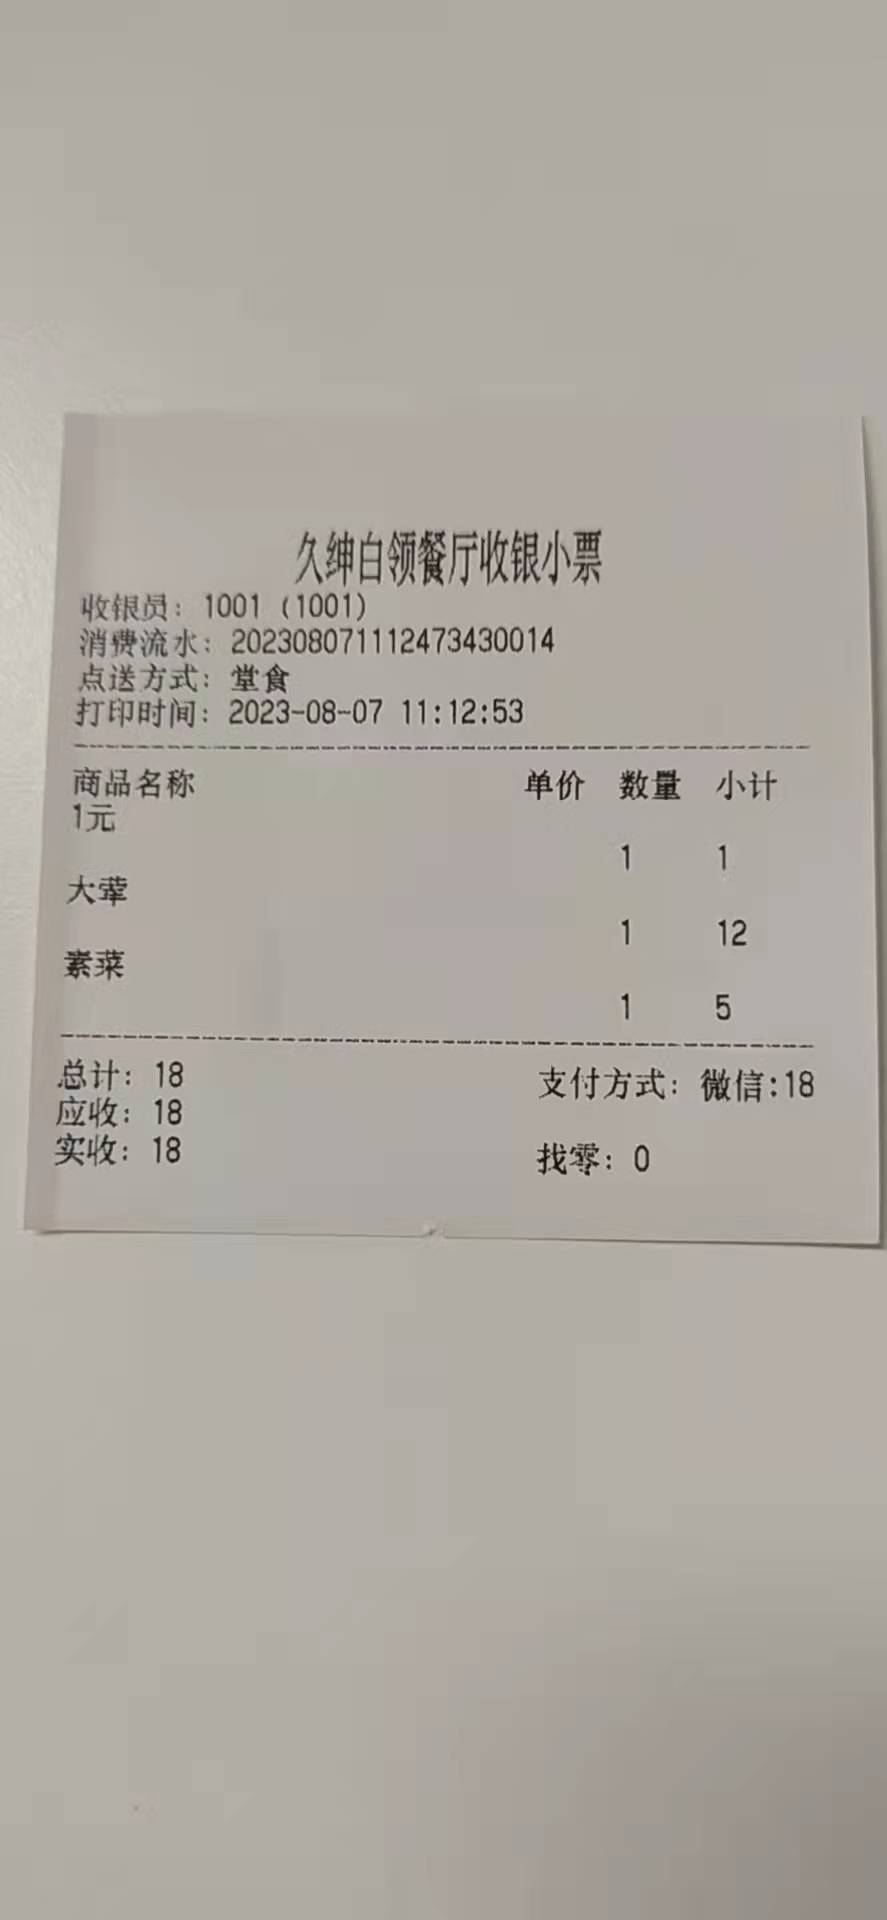 久绅白领餐厅收银小票
收银员：1001（1001）
消费流水：202308071112473430014
点送方式：堂食
打印时间：2023-08-07 11:12:53
商品名称 单价 数量 小计
1元
1 1
大荤
1 12
素菜
1 5
总计：18 支付方式：微信:18
应收：18
实收：18 找零：0